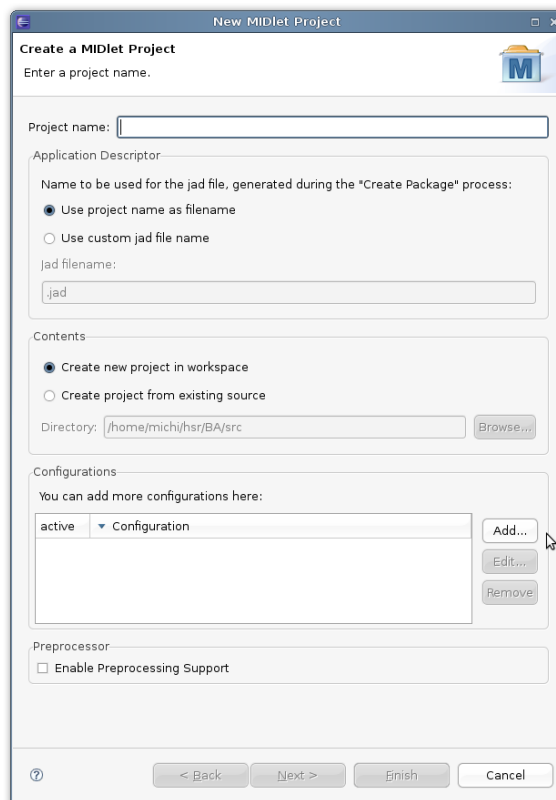 New MIDlet Project
Create a MIDlet Project
Enter a project name.
M
Project name:
Application Descriptor
Name to be used for the jad file, generated during the "Create Package" process:
Use project name as filename
Use custom jad file name
Jad filename:
.jad
Contents
Create new project in workspace
Create project from existing source
Directory: /home/michi/hsr/BA/src Browse...
Configurations
You can add more configurations here:
active Configuration
Add...
Edit...
Remove
Preprocessor
Enable Preprocessing Support
? < Back Next > Finish Cancel